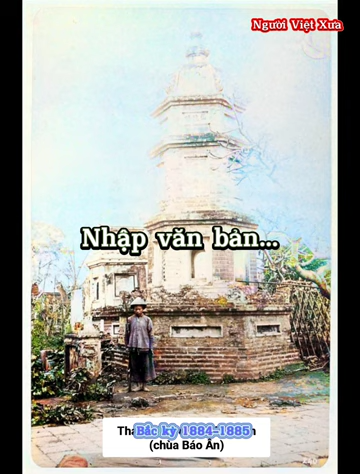 Người Việt Xưa
Nhập văn bản...
Bắc kỳ 1884-1885
(chùa Báo Ân)